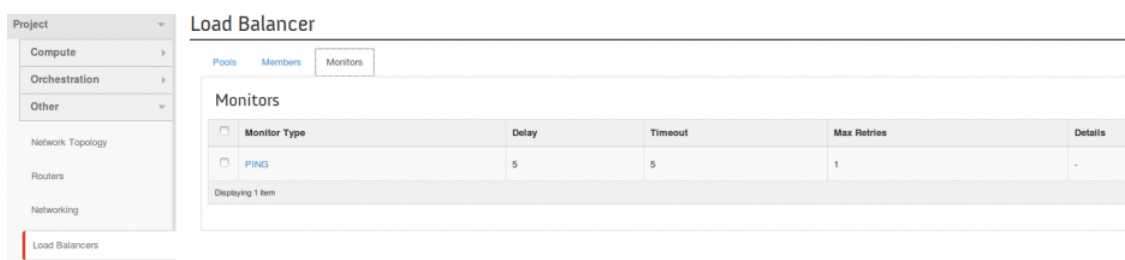 Project
Compute
Orchestration
Other
Network Topology
Routers
Networking
Load Balancers
Load Balancer
Pools Members Monitors
Monitors
Monitor Type Delay Timeout Max Retries Details
PING 5 5 1 -
Displaying 1 item